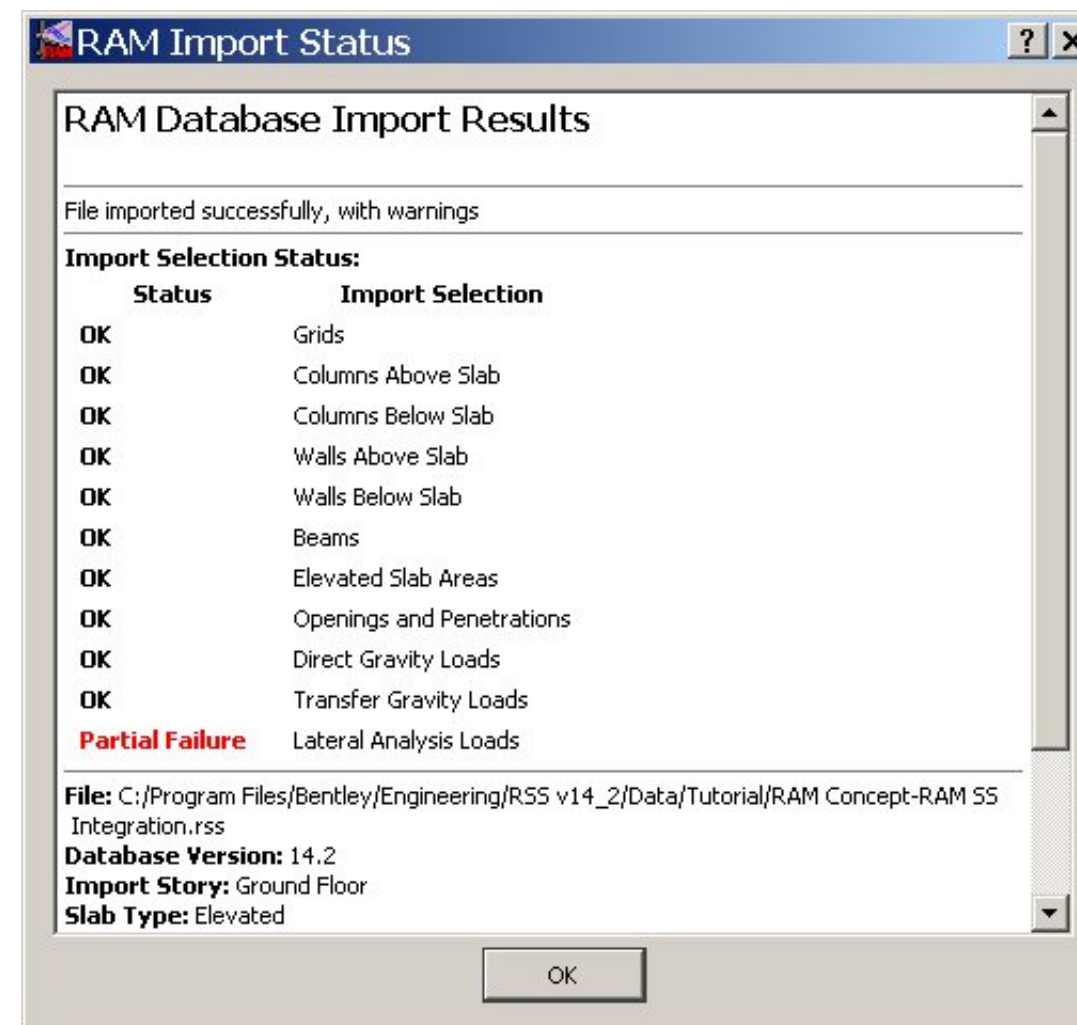 RAM Import Status
?
RAM Database Import Results
File imported successfully, with warnings
Import Selection Status:
Status Import Selection
OK Grids
OK Columns Above Slab
OK Columns Below Slab
OK Walls Above Slab
OK Walls Below Slab
OK Beams
OK Elevated Slab Areas
OK Openings and Penetrations
OK Direct Gravity Loads
OK Transfer Gravity Loads
Partial Failure Lateral Analysis Loads
File: C:/Program Files/Bentley/Engineering/RSS v14_2/Data/Tutorial/RAM Concept-RAM SS
Integration.rss
Database Version: 14.2
Import Story: Ground Floor
Slab Type: Elevated
OK